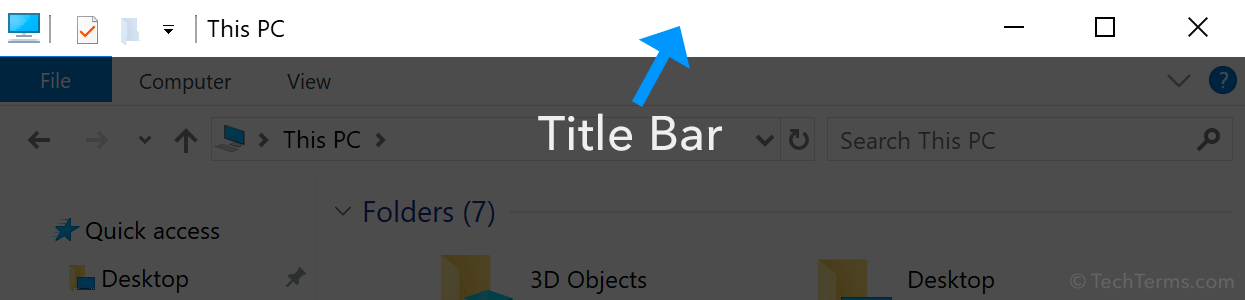 This PC
File Computer View ?
This PC Search This PC
Title Bar
Folders (7)
Quick access
Desktop 3D Objects Desktop
© TechTerms.com